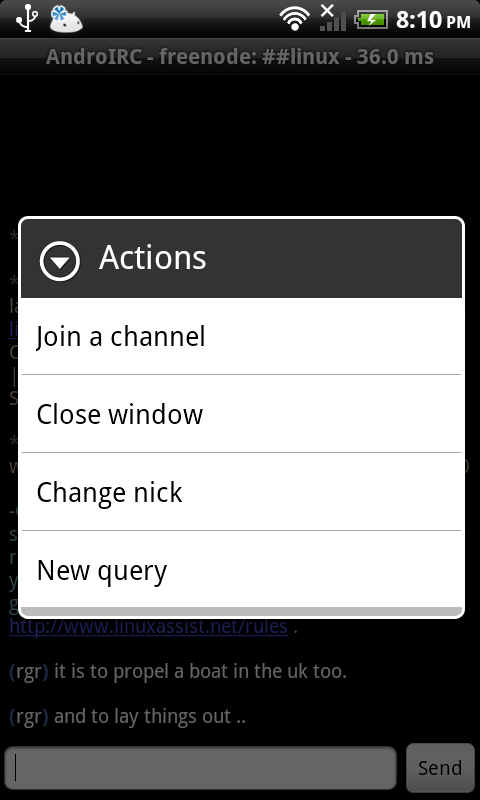 8:10 PM
AndroIRC - freenode: ##linux - 36.0 ms
Actions
Join a channel
Close window
Change nick
New query
http://www.linuxassist.net/rules .
(rgr) it is to propel a boat in the uk too.
(rgr) and to lay things out ..
Send